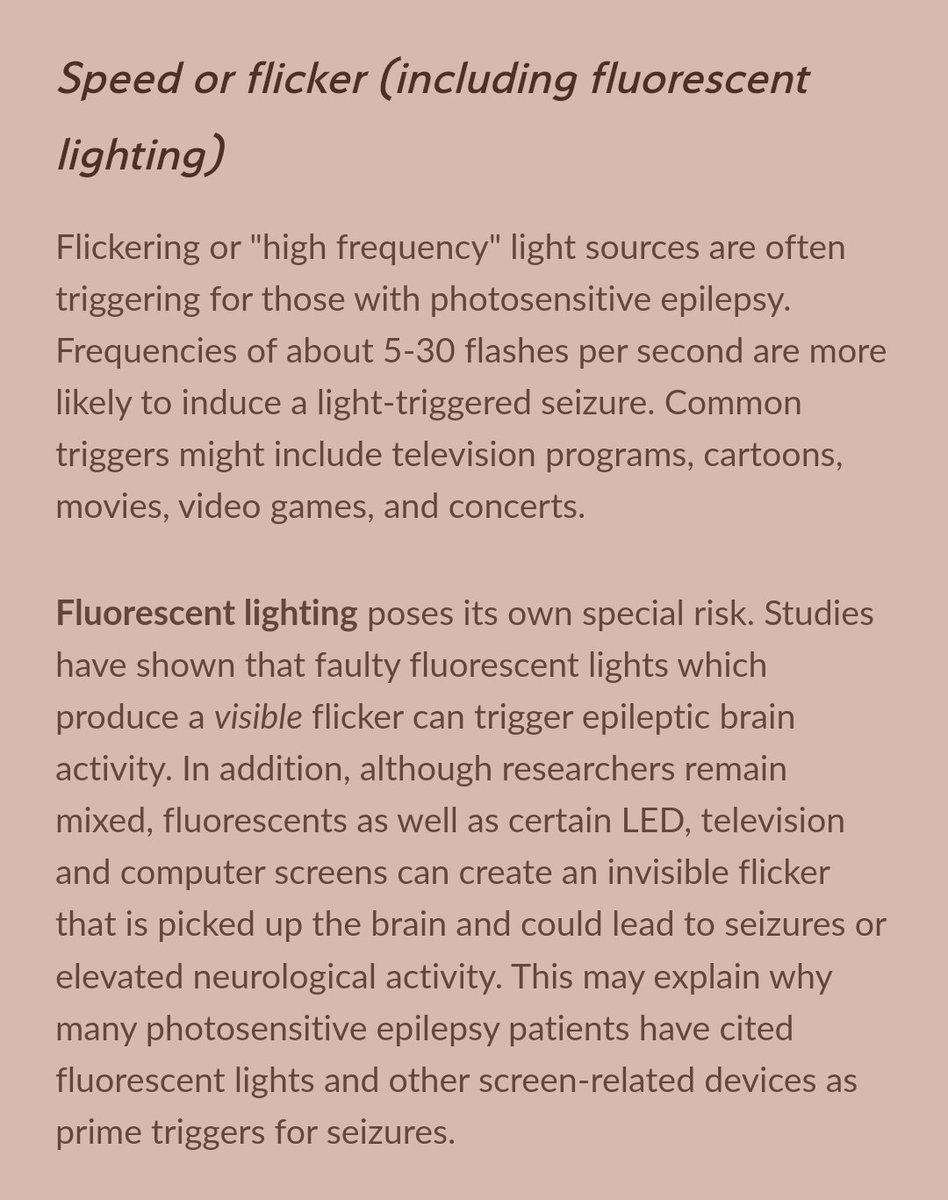 Speed or flicker (including fluorescent
lighting)
Flickering or "high frequency" light sources are often
triggering for those with photosensitive epilepsy.
Frequencies of about 5-30 flashes per second are more
likely to induce a light-triggered seizure. Common
triggers might include television programs, cartoons,
movies, video games, and concerts.
Fluorescent lighting poses its own special risk. Studies
have shown that faulty fluorescent lights which
produce a visible flicker can trigger epileptic brain
activity. In addition, although researchers remain
mixed, fluorescents as well as certain LED, television
and computer screens can create an invisible flicker
that is picked up the brain and could lead to seizures or
elevated neurological activity. This may explain why
many photosensitive epilepsy patients have cited
fluorescent lights and other screen-related devices as
prime triggers for seizures.